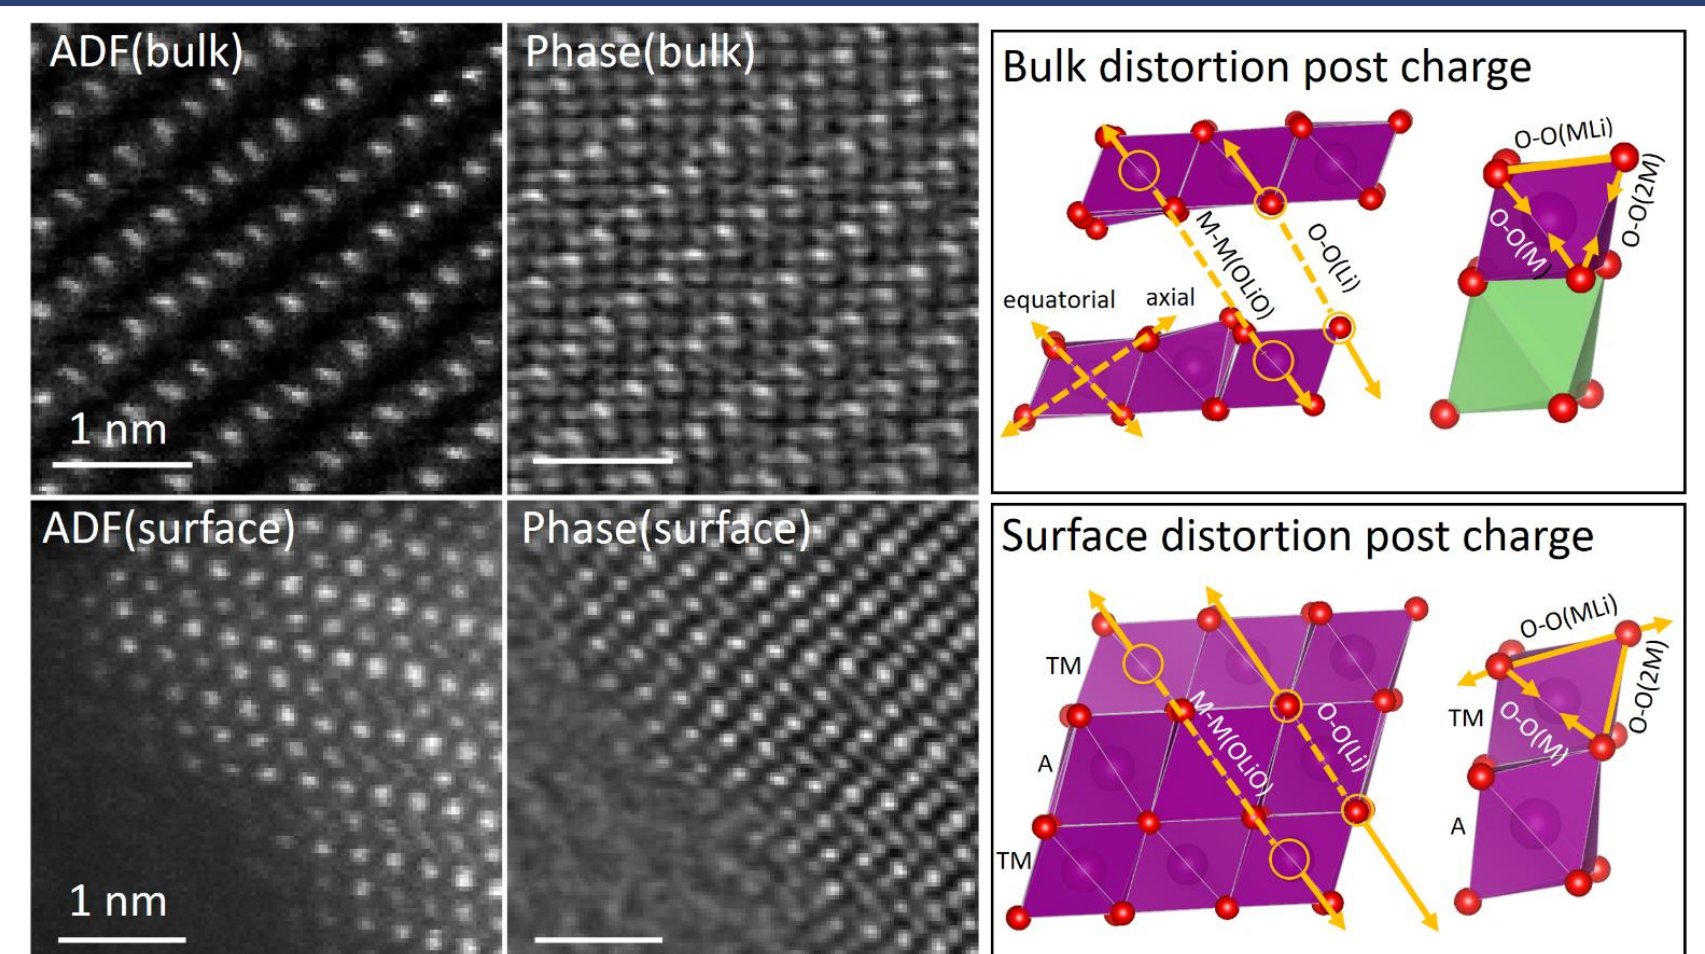 ADF(bulk)
1 nm
Phase(bulk)
Bulk distortion post charge
M-M(OLiO)
O-O(Li)
equatorial
axial
O-O(MLi)
O-O(M)
O-O(2M)
ADF(surface)
1 nm
Phase(surface)
Surface distortion post charge
TM
A
TM
M-M(OLiO)
O-O(Li)
O-O(MLi)
O-O(2M)
TM
O-O(M)
A